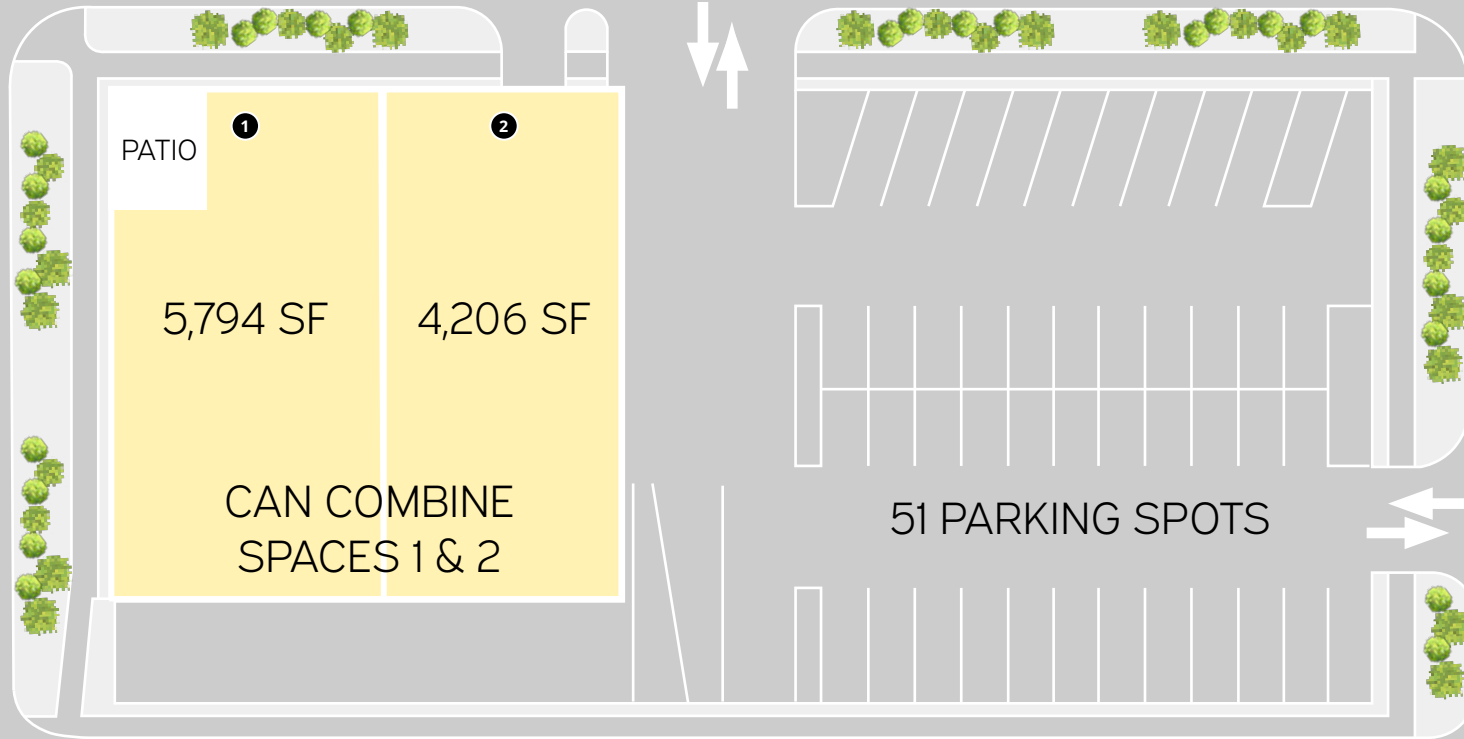 1
2
PATIO
5,794 SF
4,206 SF
CAN COMBINE
SPACES 1 & 2
51 PARKING SPOTS